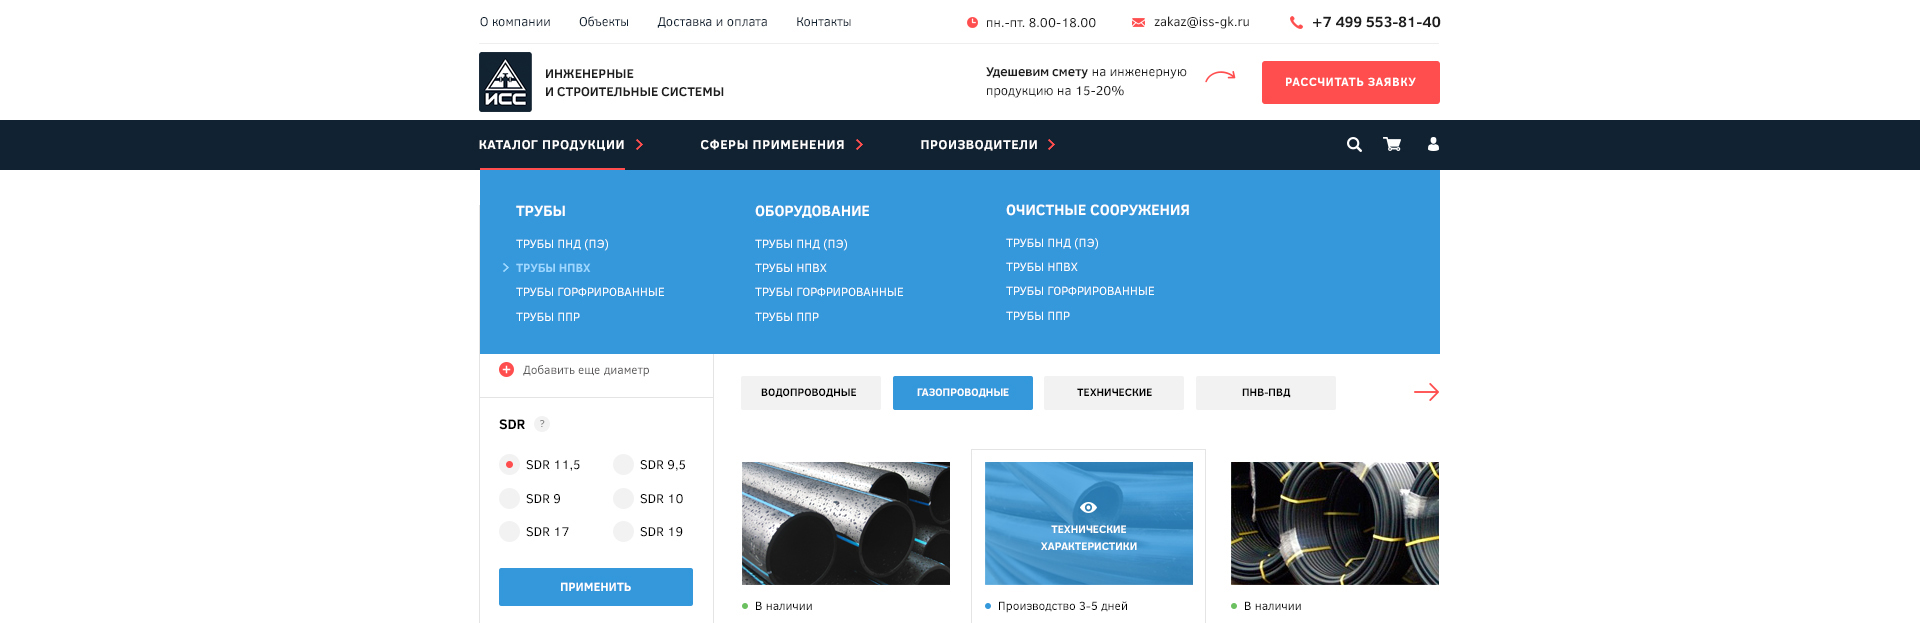 О компании Объекты Доставка и оплата Контакты пн.-пт. 8.00-18.00 zakaz@iss-gk.ru +7 499 553-81-40
ИСС
ИНЖЕНЕРНЫЕ
И СТРОИТЕЛЬНЫЕ СИСТЕМЫ
Удешевим смету на инженерную
продукцию на 15-20%
РАССЧИТАТЬ ЗАЯВКУ
КАТАЛОГ ПРОДУКЦИИ СФЕРЫ ПРИМЕНЕНИЯ ПРОИЗВОДИТЕЛИ
ТРУБЫ
ТРУБЫ ПНД (ПЭ)
ТРУБЫ НПВХ
ТРУБЫ ГОРФРИРОВАННЫЕ
ТРУБЫ ППР
ОБОРУДОВАНИЕ
ТРУБЫ ПНД (ПЭ)
ТРУБЫ НПВХ
ТРУБЫ ГОРФРИРОВАННЫЕ
ТРУБЫ ППР
ОЧИСТНЫЕ СООРУЖЕНИЯ
ТРУБЫ ПНД (ПЭ)
ТРУБЫ НПВХ
ТРУБЫ ГОРФРИРОВАННЫЕ
ТРУБЫ ППР
Добавить еще диаметр
SDR ?
SDR 11,5 SDR 9,5
SDR 9 SDR 10
SDR 17 SDR 19
ПРИМЕНИТЬ
ВОДОПРОВОДНЫЕ ГАЗОПРОВОДНЫЕ ТЕХНИЧЕСКИЕ ПНВ-ПВД
ТЕХНИЧЕСКИЕ
ХАРАКТЕРИСТИКИ
В наличии Производство 3-5 дней В наличии